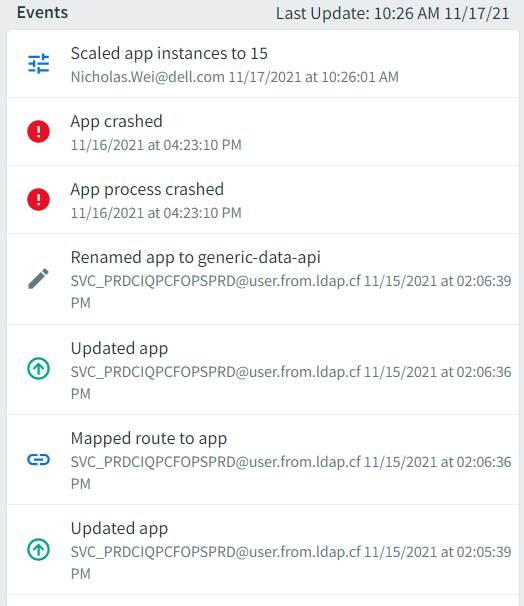 Events Last Update: 10:26 AM 11/17/21
Scaled app instances to 15
Nicholas.Wei@dell.com 11/17/2021 at 10:26:01 AM
App crashed
11/16/2021 at 04:23:10 PM
App process crashed
11/16/2021 at 04:23:10 PM
Renamed app to generic-data-api
SVC_PRDCIQPCFOPSPRD@user.from.ldap.cf 11/15/2021 at 02:06:39
PM
Updated app
SVC_PRDCIQPCFOPSPRD@user.from.ldap.cf 11/15/2021 at 02:06:36
PM
Mapped route to app
SVC_PRDCIQPCFOPSPRD@user.from.ldap.cf 11/15/2021 at 02:06:36
PM
Updated app
SVC_PRDCIQPCFOPSPRD@user.from.ldap.cf 11/15/2021 at 02:05:39
PM